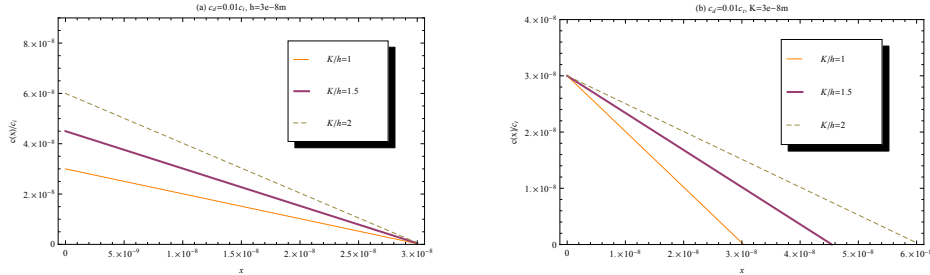 (a) c_d=0.01c_i, h=3e−8m
8.×10⁻⁸
6.×10⁻⁸
4.×10⁻⁸
2.×10⁻⁸
0
c(x)/c_i
K/h=1
K/h=1.5
K/h=2
0 5.×10⁻⁹ 1.×10⁻⁸ 1.5×10⁻⁸ 2.×10⁻⁸ 2.5×10⁻⁸ 3.×10⁻⁸
x
(b) c_d=0.01c_i, K=3e−8m
4.×10⁻⁸
3.×10⁻⁸
2.×10⁻⁸
1.×10⁻⁸
0
c(x)/c_i
K/h=1
K/h=1.5
K/h=2
0 1.×10⁻⁸ 2.×10⁻⁸ 3.×10⁻⁸ 4.×10⁻⁸ 5.×10⁻⁸
x